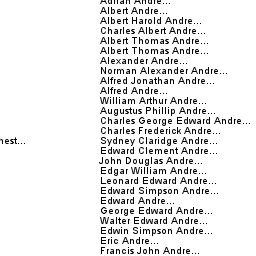 Adrian Andre...
Albert Andre...
Albert Harold Andre...
Charles Albert Andre...
Albert Thomas Andre...
Albert Thomas Andre...
Alexander Andre...
Norman Alexander Andre...
Alfred Jonathan Andre...
Alfred Andre...
William Arthur Andre...
Augustus Phillip Andre...
Charles George Edward Andre...
Charles Frederick Andre...
nest... Sydney Claridge Andre...
Edward Clement Andre...
John Douglas Andre...
Edgar William Andre...
Leonard Edward Andre...
Edward Simpson Andre...
Edward Andre...
George Edward Andre...
Walter Edward Andre...
Edwin Simpson Andre...
Eric Andre...
Francis John Andre...